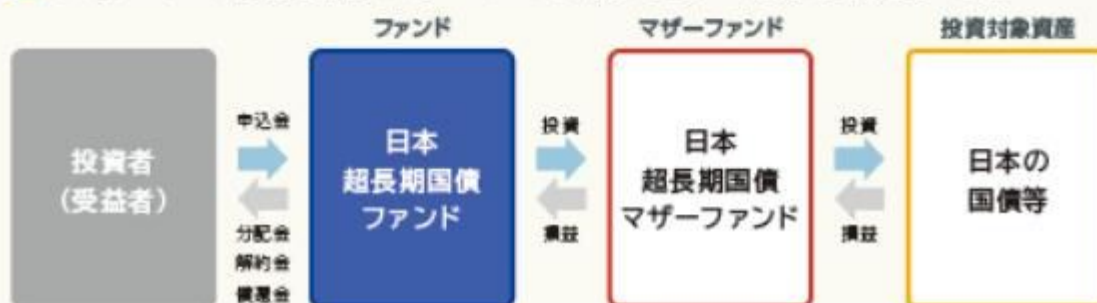 ファンド
マザーファンド
投資対象資産
投資者
(受益者)
申込金
分配金
解約金
償還金
日本
超長期国債
ファンド
投資
損益
日本
超長期国債
マザーファンド
投資
損益
日本の
国債等